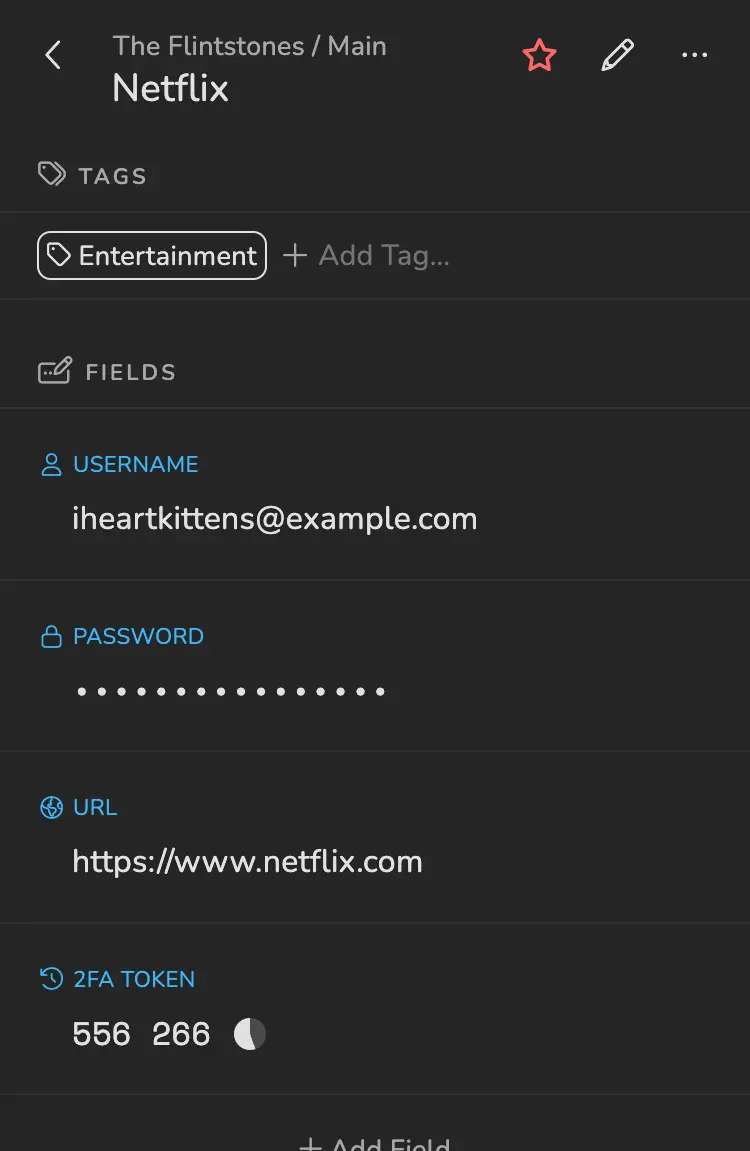 The Flintstones / Main
Netflix
TAGS
Entertainment + Add Tag...
FIELDS
USERNAME
iheartkittens@example.com
PASSWORD
••••••••••••••••
URL
https://www.netflix.com
2FA TOKEN
556 266
+ Add Field